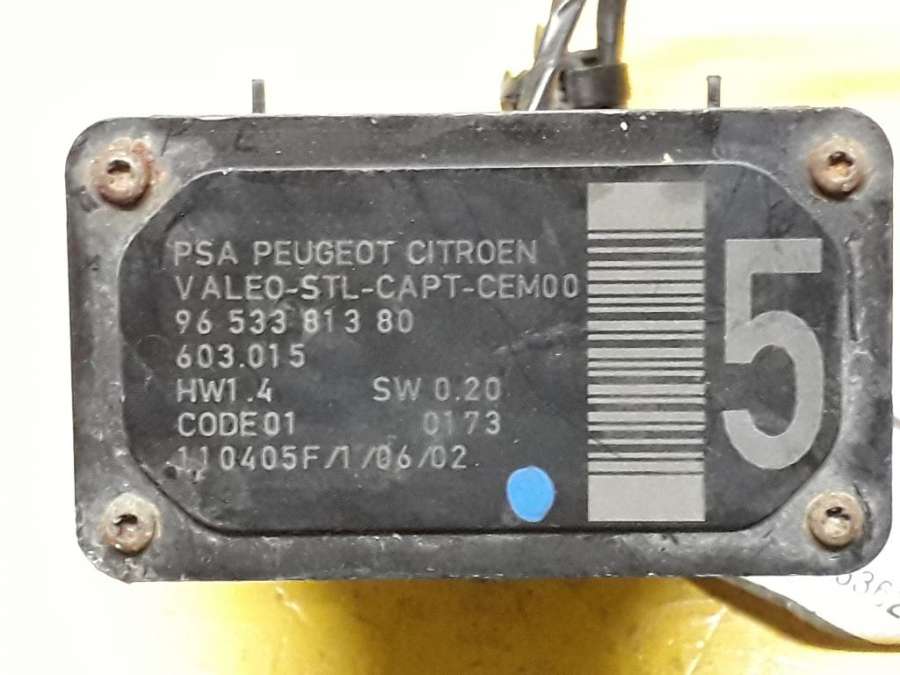 PSA PEUGEOT CITROEN
VALEO-STL-CAPT-CEM00
96 533 813 80
603.015
HW1.4 SW 0.20
CODE01 0173
110405F/1/06/02
5